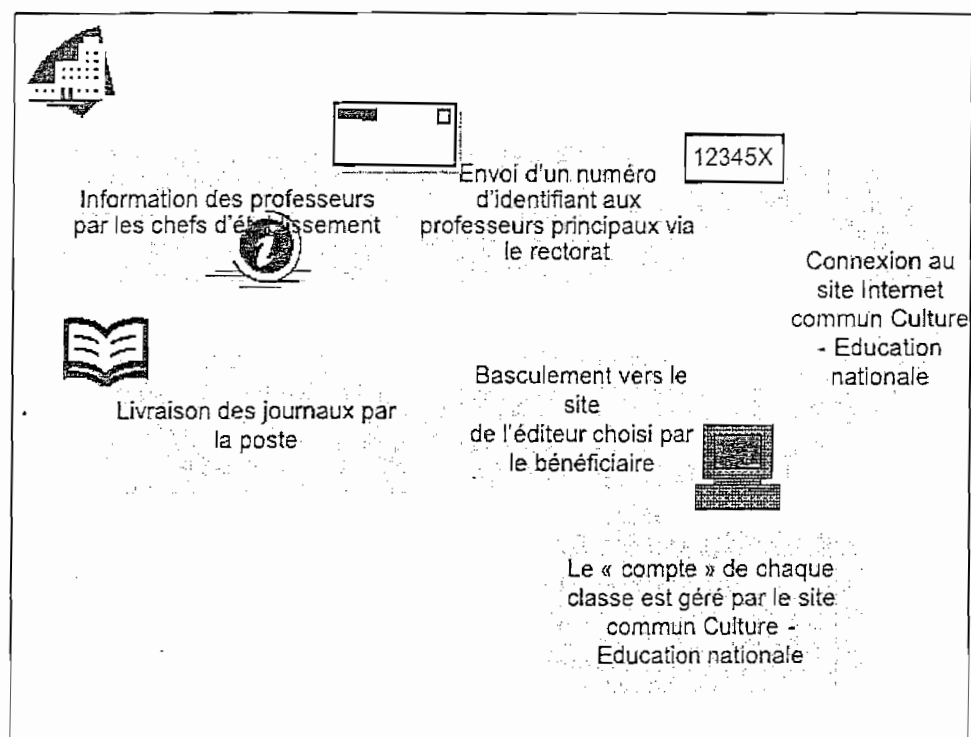 12345X
Information des professeurs
par les chefs d'établissement
Envoi d'un numéro
d'identifiant aux
professeurs principaux via
le rectorat
Connexion au
site Internet
commun Culture
- Education
nationale
Basculement vers le
site
de l'éditeur choisi par
le bénéficiaire
Livraison des journaux par
la poste
Le « compte » de chaque
classe est géré par le site
commun Culture -
Education nationale